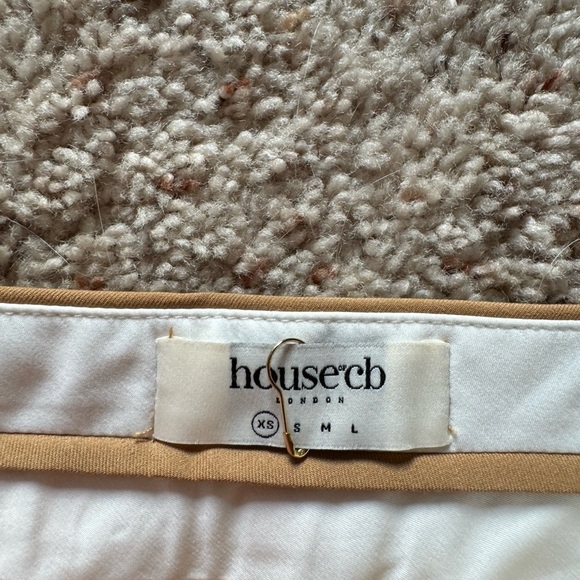 house OF cb
LONDON
XS S M L